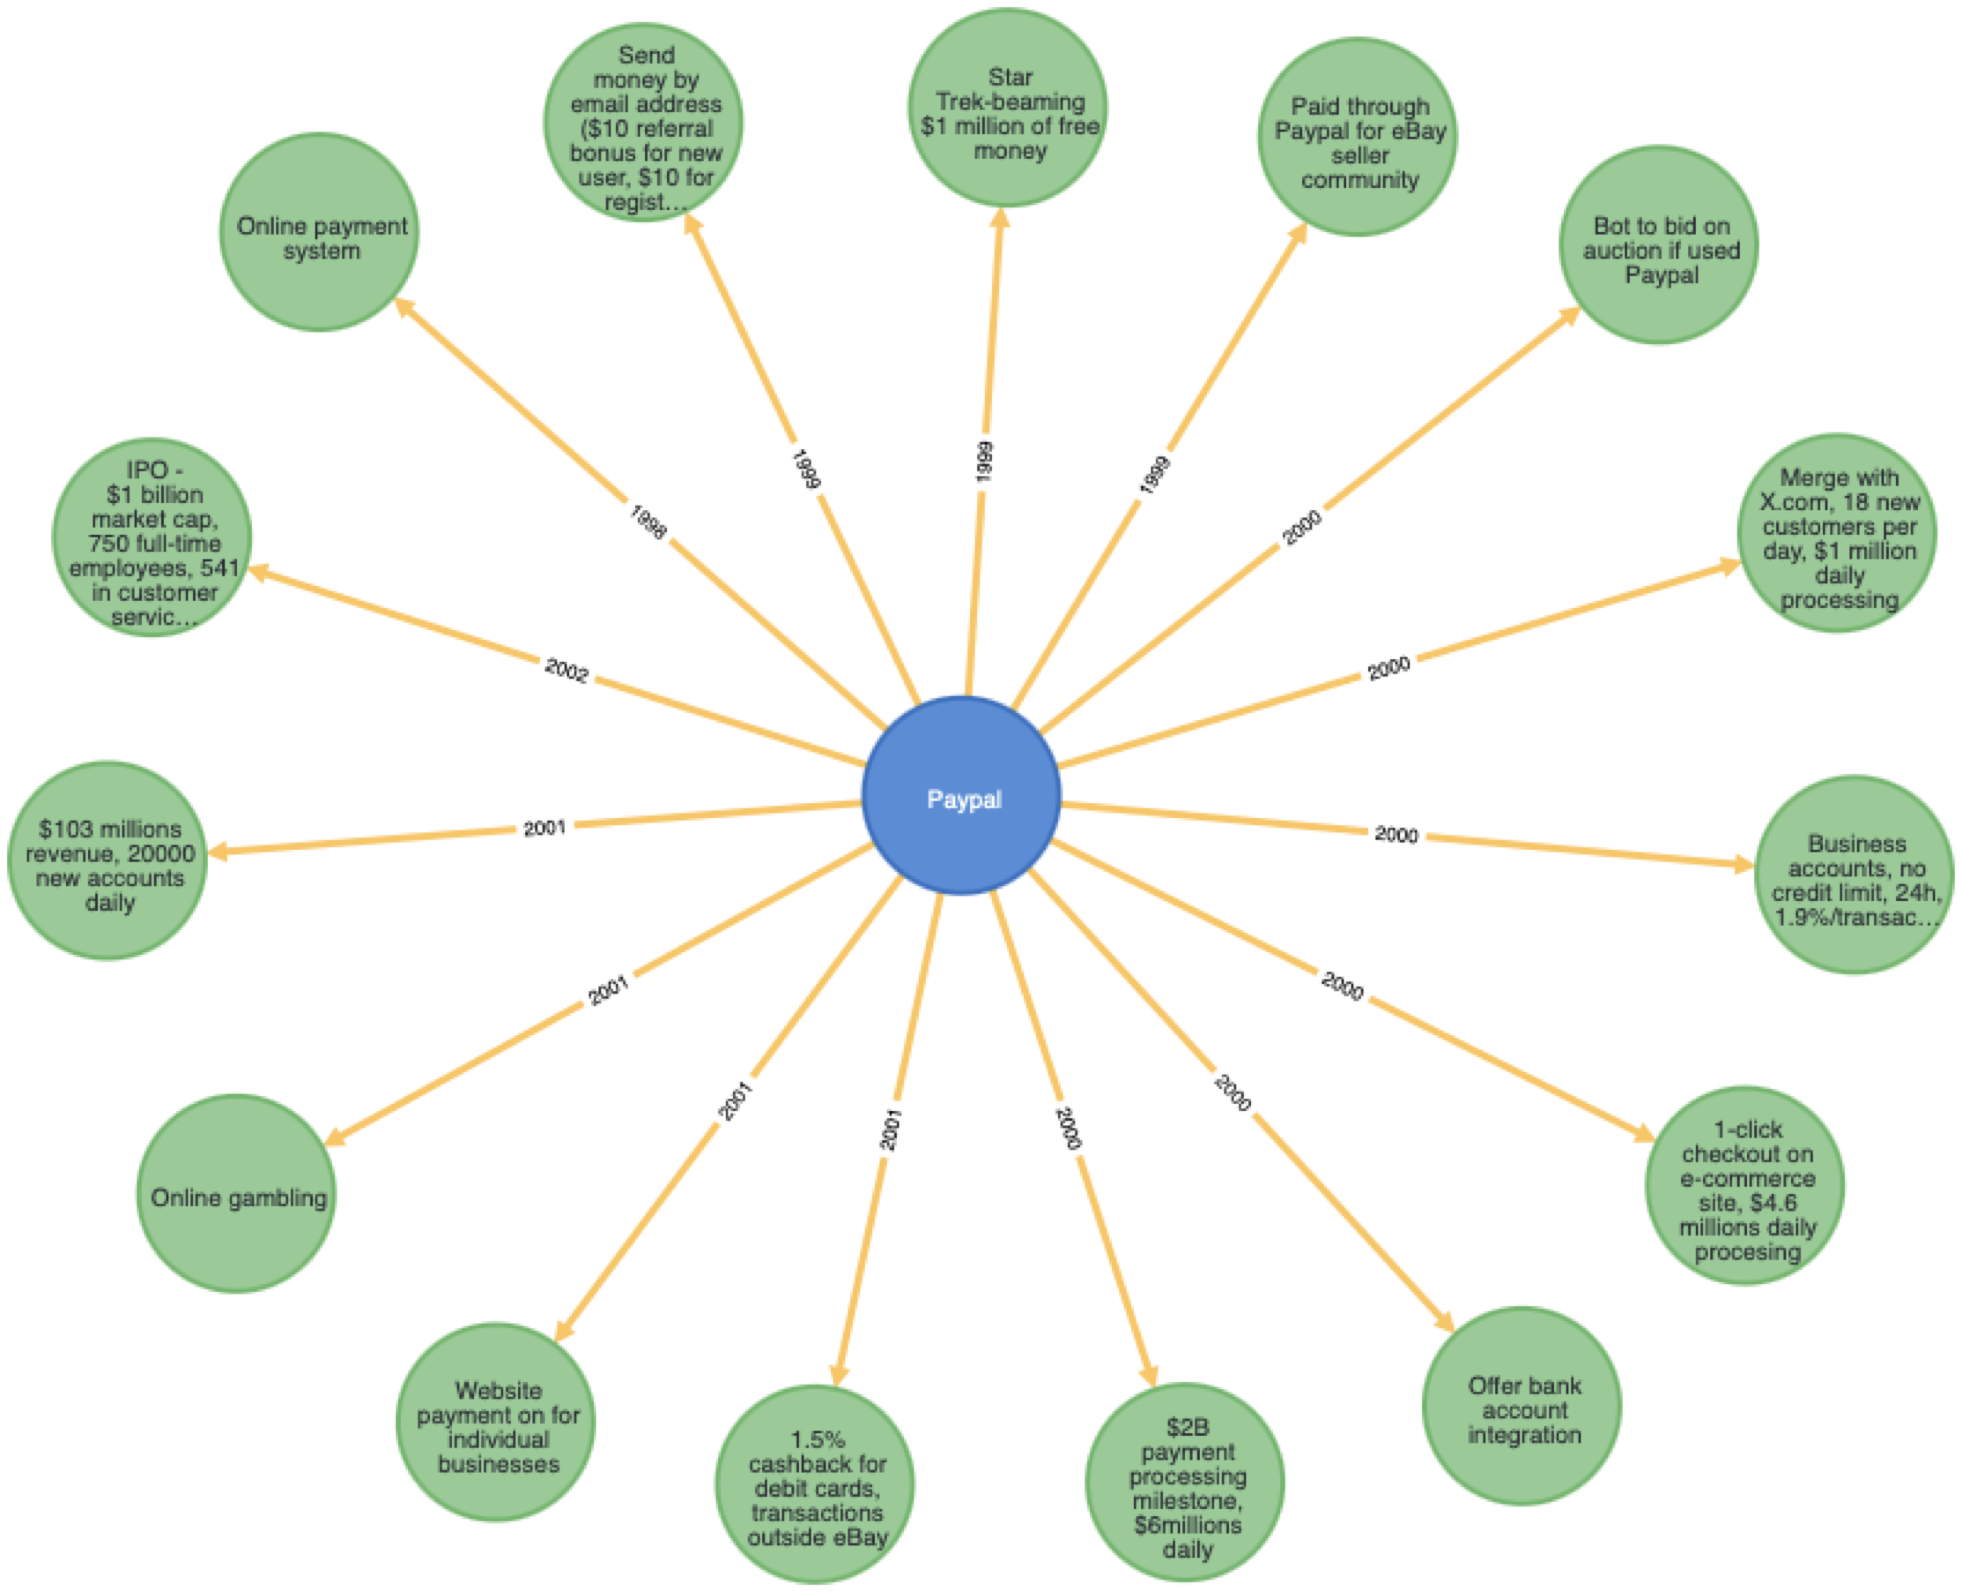 Send
money by
email address
($10 referral
bonus for new
user, $10 for
regist...
Star
Trek-beaming
$1 million of free
money
Paid through
Paypal for eBay
seller
community
Online payment
system
Bot to bid on
auction if used
Paypal
IPO -
$1 billion
market cap,
750 full-time
employees, 541
in customer
servic...
Merge with
X.com, 18 new
customers per
day, $1 million
daily
processing
1998
1999
1999
1999
2000
2002
2000
Paypal
$103 millions
revenue, 20000
new accounts
daily
2001
2000
Business
accounts, no
credit limit, 24h,
1.9%/transac...
2001
2001
2001
2000
2000
2000
Online gambling
1-click
checkout on
e-commerce
site, $4.6
millions daily
procesing
Website
payment on for
individual
businesses
1.5%
cashback for
debit cards,
transactions
outside eBay
$2B
payment
processing
milestone,
$6millions
daily
Offer bank
account
integration